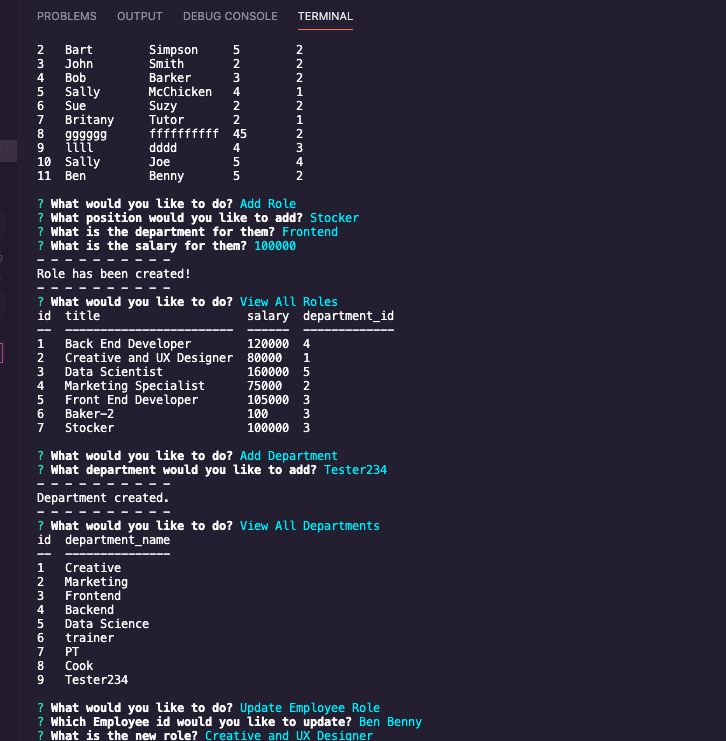 PROBLEMS OUTPUT DEBUG CONSOLE TERMINAL
2 Bart Simpson 5 2
3 John Smith 2 2
4 Bob Barker 3 2
5 Sally McChicken 4 1
6 Sue Suzy 2 2
7 Britany Tutor 2 1
8 gggggg ffffffffff 45 2
9 llll dddd 4 3
10 Sally Joe 5 4
11 Ben Benny 5 2
? What would you like to do? Add Role
? What position would you like to add? Stocker
? What is the department for them? Frontend
? What is the salary for them? 100000
- - - - - - - - - -
Role has been created!
- - - - - - - - - -
? What would you like to do? View All Roles
id title salary department_id
-- ------------------------ ------ -------------
1 Back End Developer 120000 4
2 Creative and UX Designer 80000 1
3 Data Scientist 160000 5
4 Marketing Specialist 75000 2
5 Front End Developer 105000 3
6 Baker-2 100 3
7 Stocker 100000 3
? What would you like to do? Add Department
? What department would you like to add? Tester234
- - - - - - - - - -
Department created.
- - - - - - - - - -
? What would you like to do? View All Departments
id department_name
-- ---------------
1 Creative
2 Marketing
3 Frontend
4 Backend
5 Data Science
6 trainer
7 PT
8 Cook
9 Tester234
? What would you like to do? Update Employee Role
? Which Employee id would you like to update? Ben Benny
? What is the new role? Creative and UX Designer